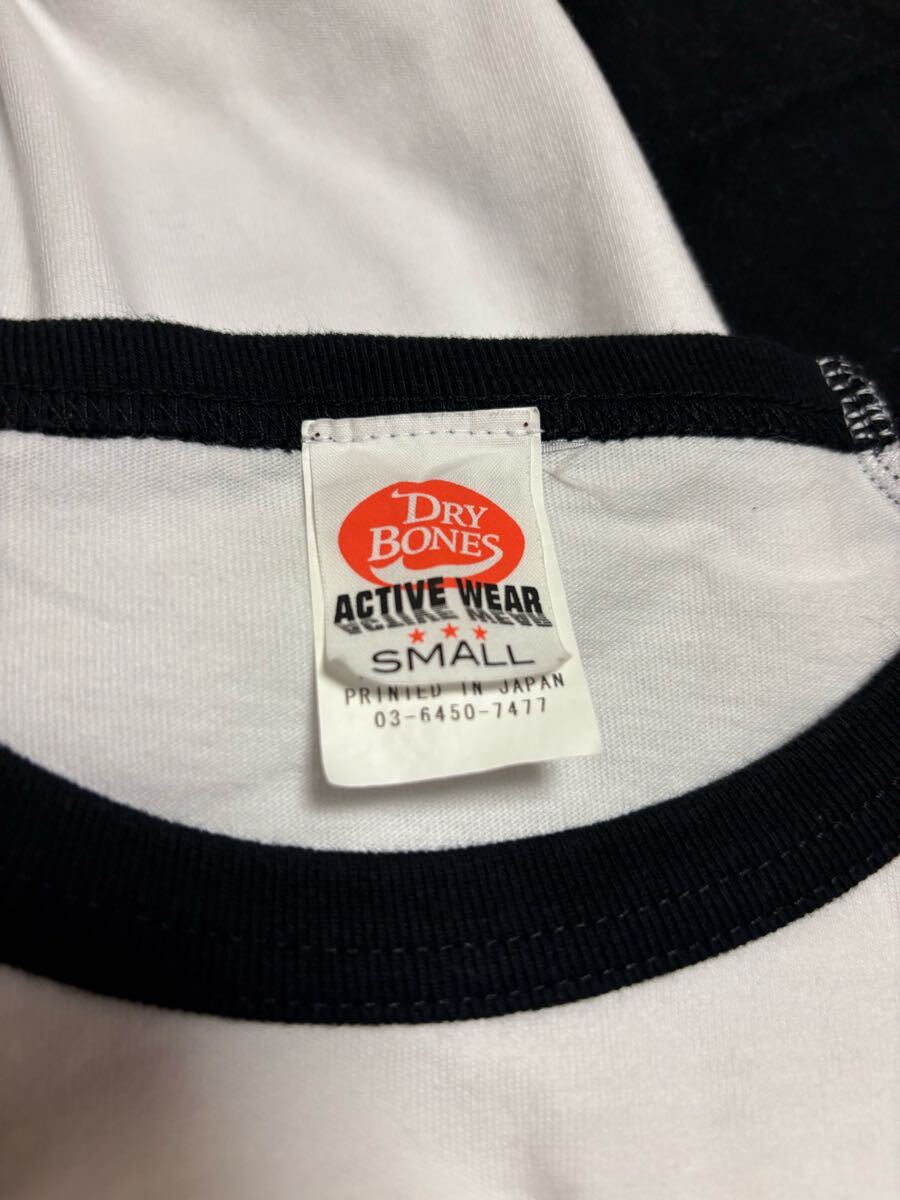 DRY
BONES
ACTIVE WEAR
SMALL
PRINTED IN JAPAN
03-6450-7477